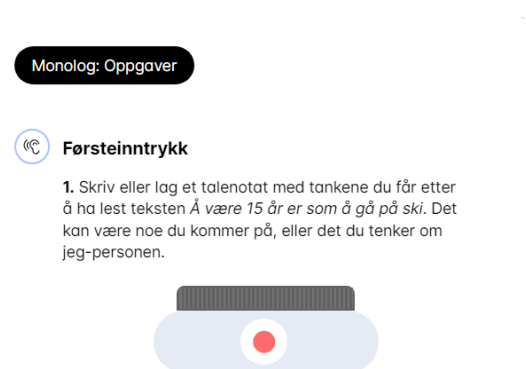 Monolog: Oppgaver
Førsteinntrykk
1. Skriv eller lag et talenotat med tankene du får etter
å ha lest teksten Å være 15 år er som å gå på ski. Det
kan være noe du kommer på, eller det du tenker om
jeg-personen.